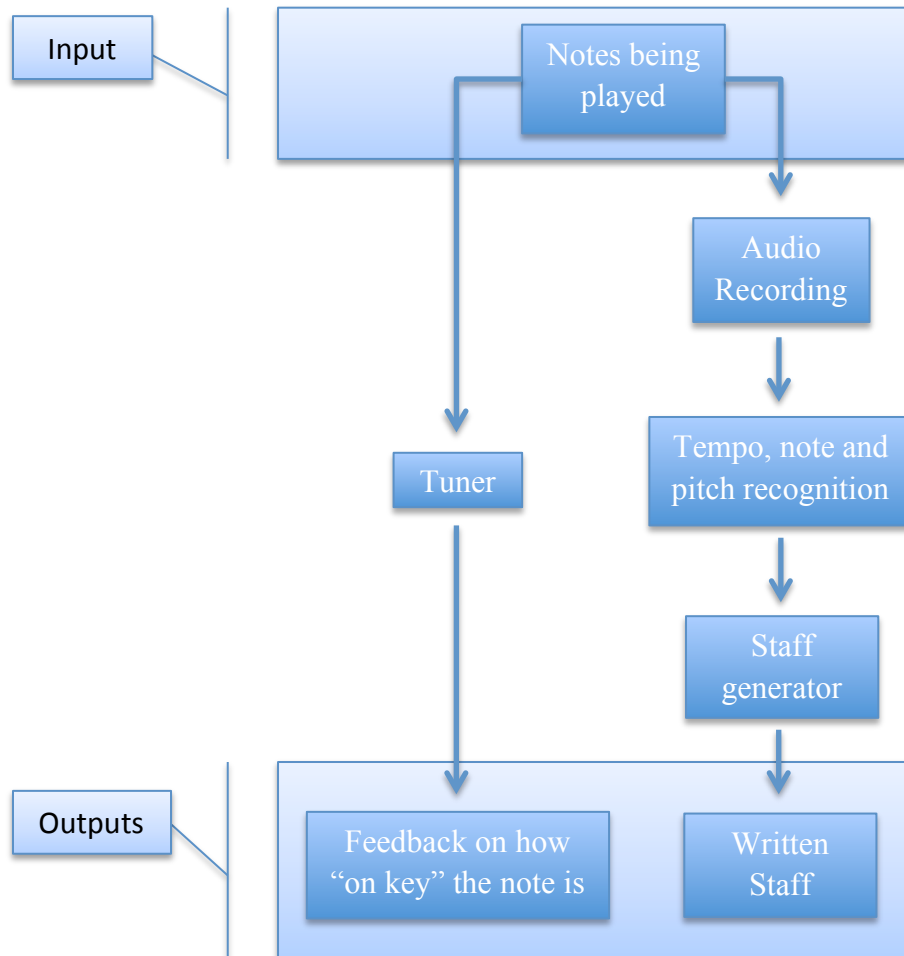 Input
Notes being
played
Audio
Recording
Tempo, note and
pitch recognition
Tuner
Staff
generator
Outputs
Feedback on how
“on key” the note is
Written
Staff